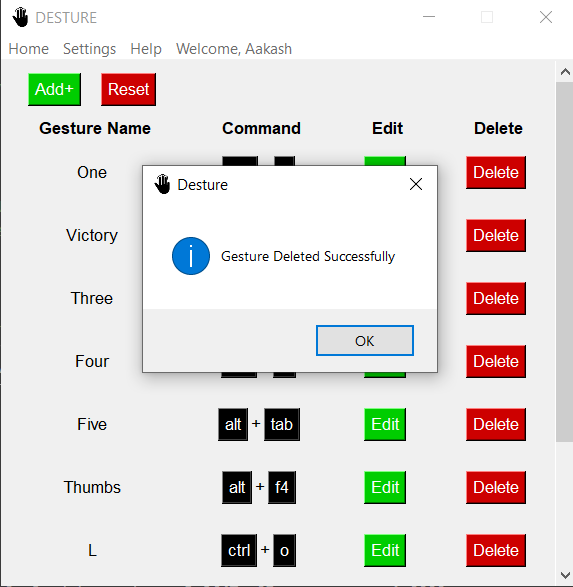 DESTURE
Home Settings Help Welcome, Aakash
Add+ Reset
Gesture Name Command Edit Delete
One Delete
Desture
Victory Delete
Gesture Deleted Successfully
Three Delete
OK
Four Delete
Five alt + tab Edit Delete
Thumbs alt + f4 Edit Delete
L ctrl + o Edit Delete